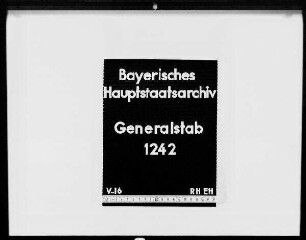 Bayerisches
Hauptstaatsarchiv
Generalstab
1242
V-16 RH EH